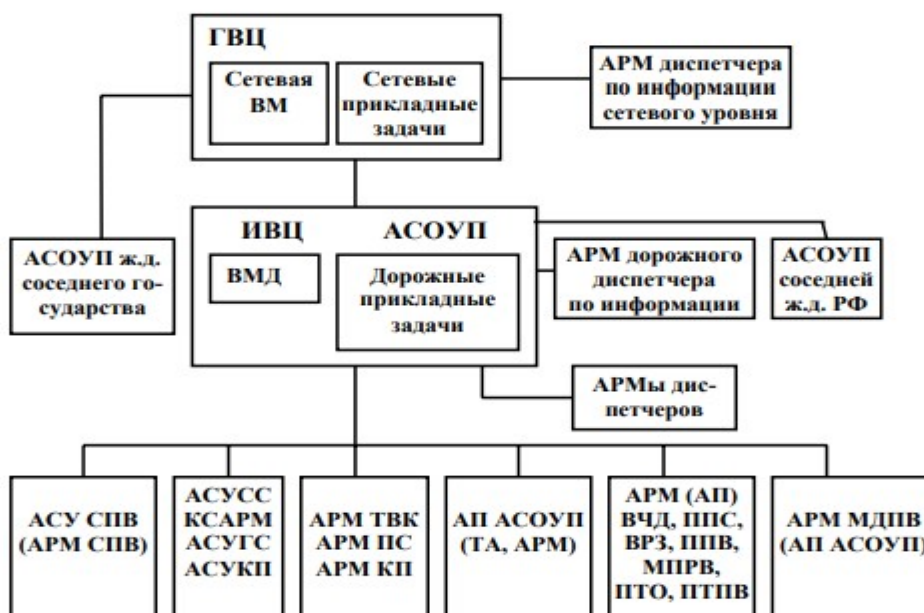 ГВЦ
Сетевая
ВМ
Сетевые
прикладные
задачи
АРМ диспетчера
по информации
сетевого уровня
АСОУП ж.д.
соседнего го-
сударства
ИВЦ АСОУП
ВМД
Дорожные
прикладные
задачи
АРМ дорожного
диспетчера
по информации
АСОУП
соседней
ж.д. РФ
АРМы дис-
петчеров
АСУ СПВ
(АРМ СПВ)
АСУСС
КСАРМ
АСУГС
АСУКП
АРМ ТВК
АРМ ПС
АРМ КП
АП АСОУП
(ТА, АРМ)
АРМ (АП)
ВЧД, ППС,
ВРЗ, ППВ,
МПРВ,
ПТО, ПТПВ
АРМ МДПВ
(АП АСОУП)